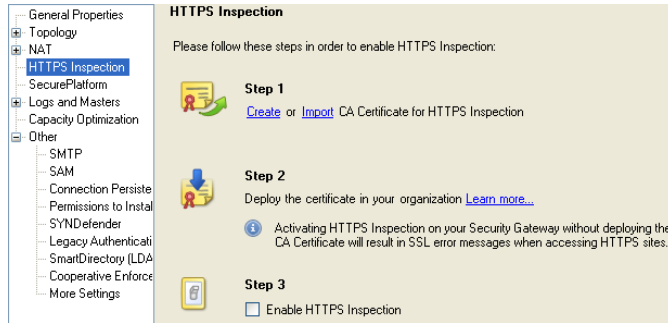 General Properties
Topology
NAT
HTTPS Inspection
SecurePlatform
Logs and Masters
Capacity Optimization
Other
SMTP
SAM
Connection Persiste
Permissions to Instal
SYNDefender
Legacy Authenticati
SmartDirectory (LDA
Cooperative Enforce
More Settings
HTTPS Inspection
Please follow these steps in order to enable HTTPS Inspection:
Step 1
Create or Import CA Certificate for HTTPS Inspection
Step 2
Deploy the certificate in your organization Learn more...
Activating HTTPS Inspection on your Security Gateway without deploying the
CA Certificate will result in SSL error messages when accessing HTTPS sites.
Step 3
Enable HTTPS Inspection